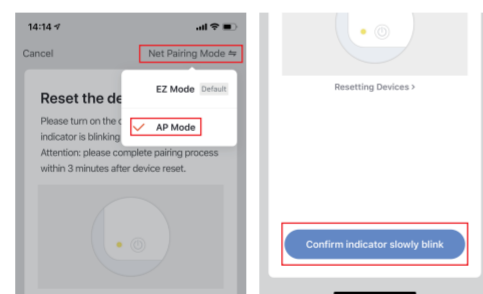 14:14
Cancel
Net Pairing Mode ⇋
EZ Mode Default
AP Mode
Reset the de
Please turn on the
indicator is blinking
Attention: please complete pairing process
within 3 minutes after device reset.
Resetting Devices >
Confirm indicator slowly blink